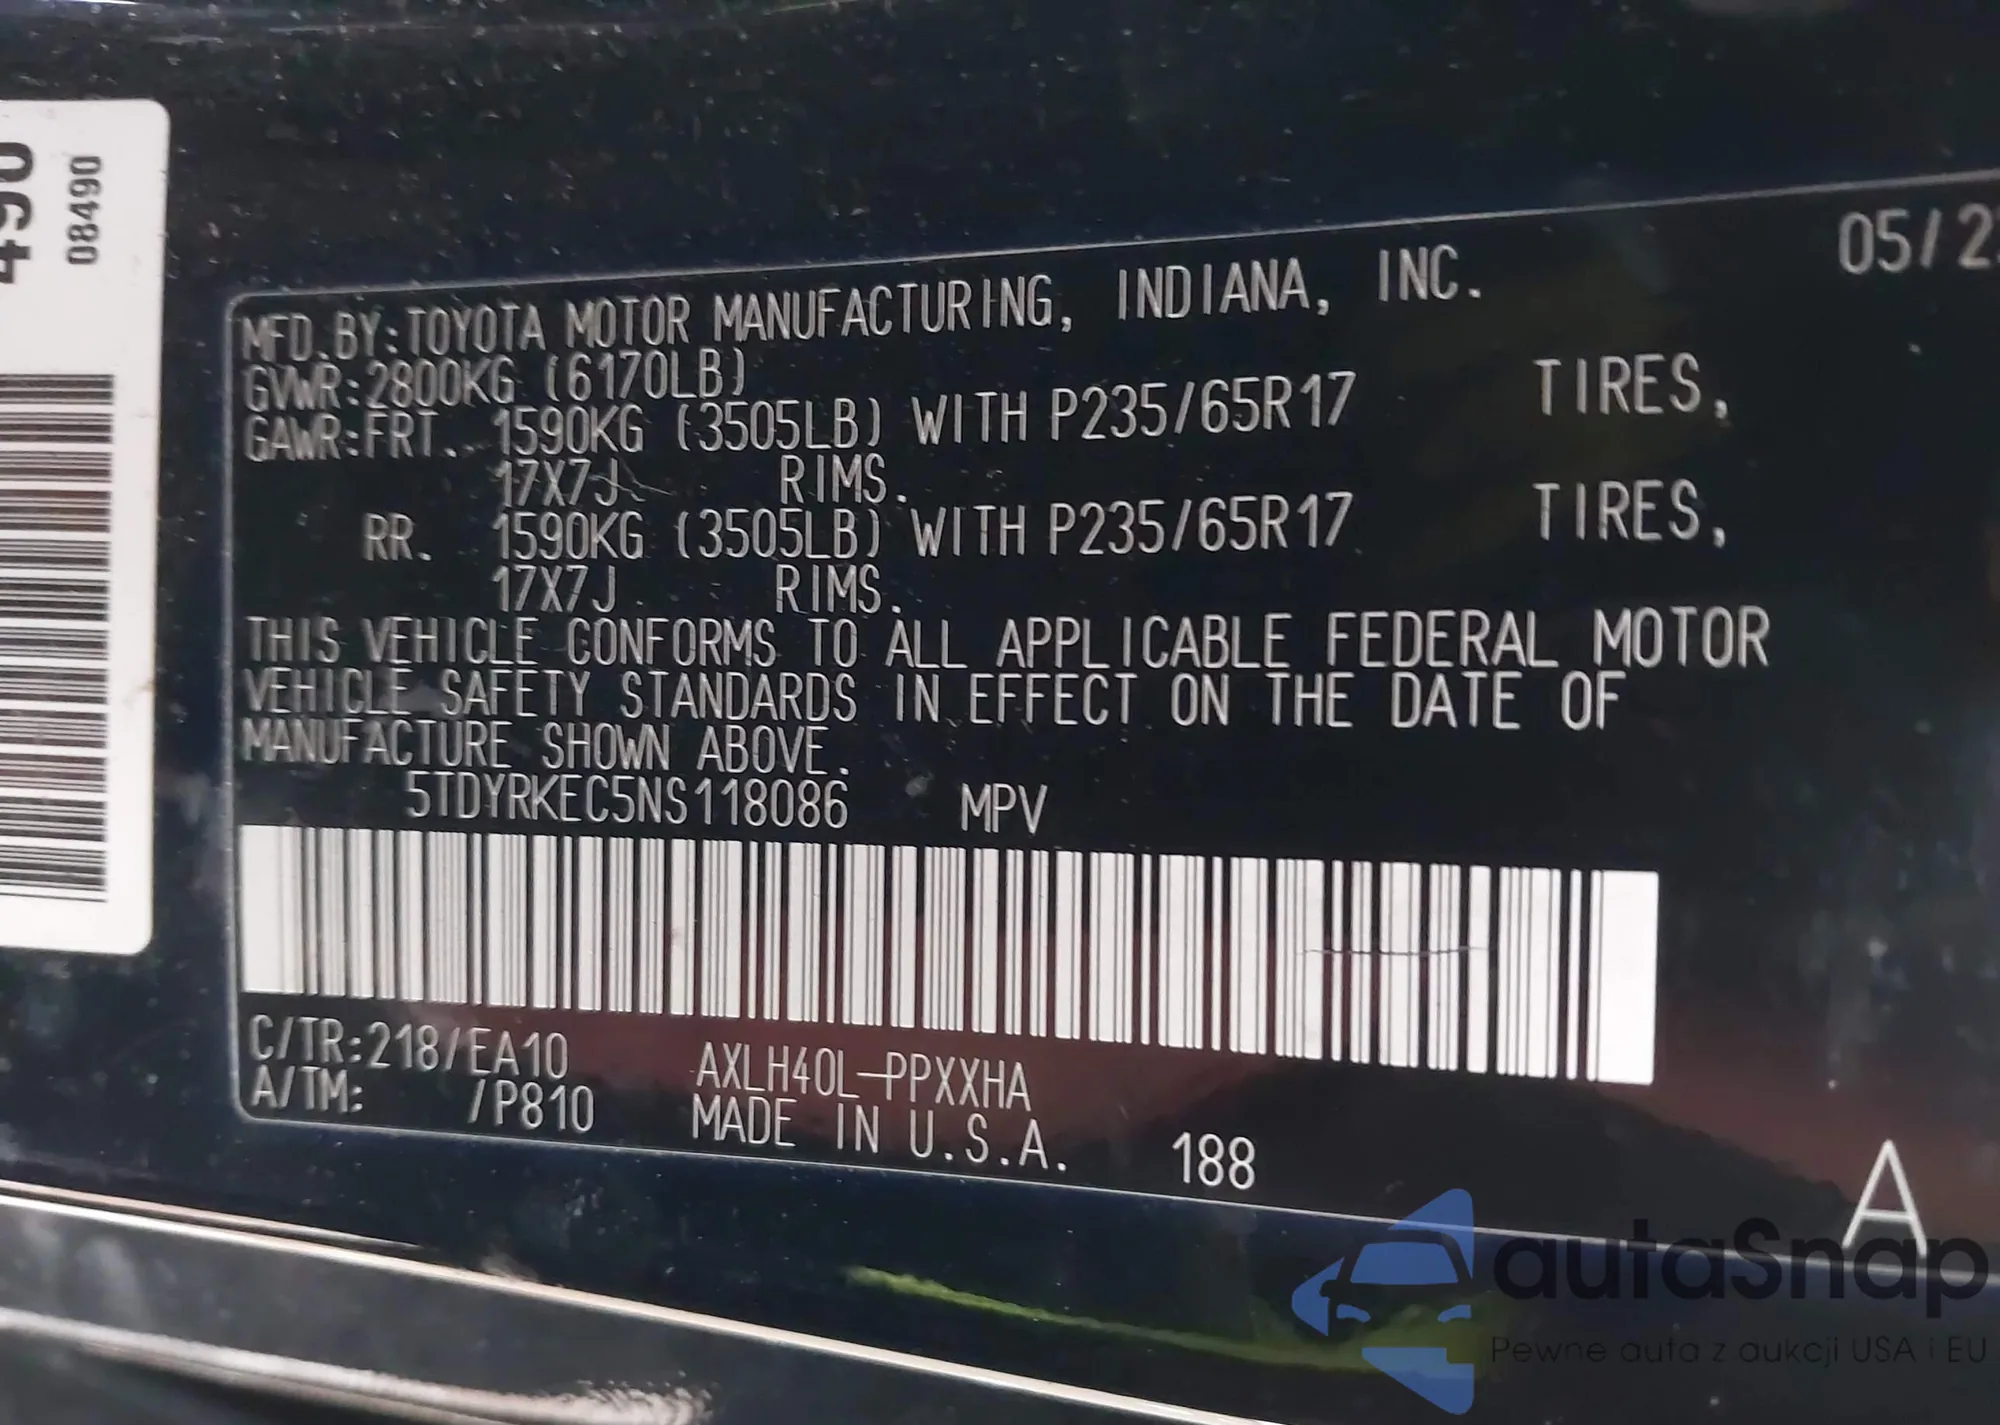 490
08490
05/2
MFD.BY:TOYOTA MOTOR MANUFACTURING, INDIANA, INC.
GVWR:2800KG (6170LB)
GAWR:FRT. 1590KG (3505LB) WITH P235/65R17 TIRES,
17X7J RIMS.
RR. 1590KG (3505LB) WITH P235/65R17 TIRES,
17X7J RIMS.
THIS VEHICLE CONFORMS TO ALL APPLICABLE FEDERAL MOTOR
VEHICLE SAFETY STANDARDS IN EFFECT ON THE DATE OF
MANUFACTURE SHOWN ABOVE.
5TDYRKEC5NS118086 MPV
C/TR:218/EA10 AXLH40L-PPXXHA
A/TM: /P810 MADE IN U.S.A. 188
A
autaSnap
Pewne auta z aukcji USA i EU